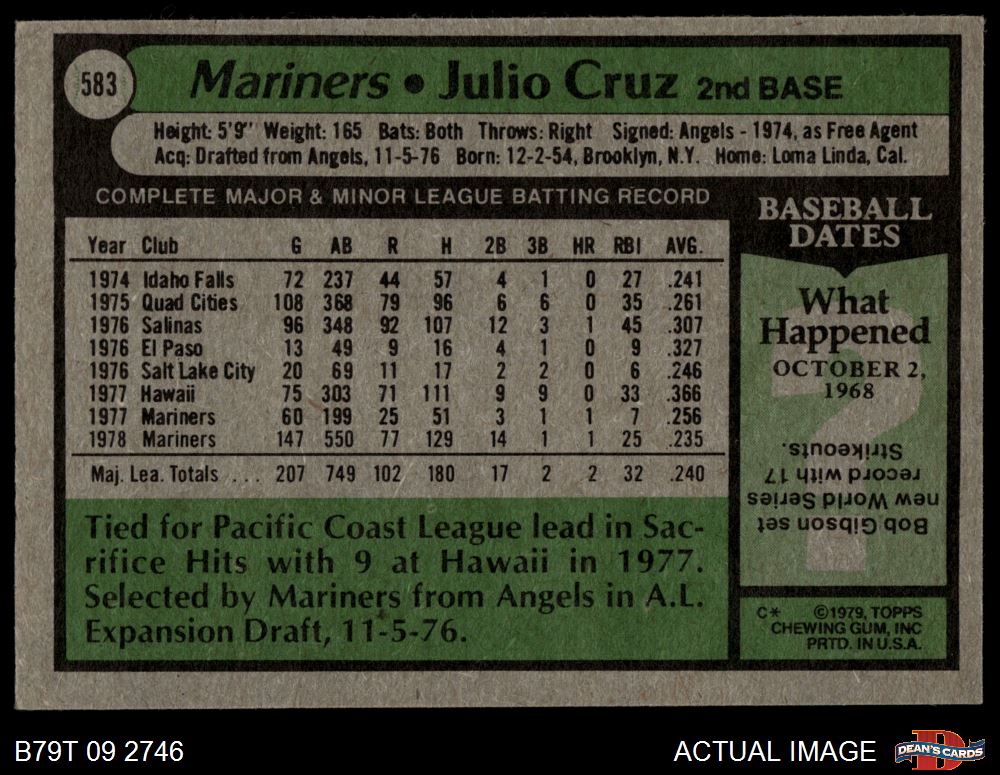 583
Mariners • Julio Cruz 2nd BASE
Height: 5'9" Weight: 165 Bats: Both Throws: Right Signed: Angels - 1974, as Free Agent
Acq: Drafted from Angels, 11-5-76 Born: 12-2-54, Brooklyn, N.Y. Home: Loma Linda, Cal.
COMPLETE MAJOR & MINOR LEAGUE BATTING RECORD
Year Club G AB R H 2B 3B HR RBI AVG.
1974 Idaho Falls 72 237 44 57 4 1 0 27 .241
1975 Quad Cities 108 368 79 96 6 6 0 35 .261
1976 Salinas 96 348 92 107 12 3 1 45 .307
1976 El Paso 13 49 9 16 4 1 0 9 .327
1976 Salt Lake City 20 69 11 17 2 2 0 6 .246
1977 Hawaii 75 303 71 111 9 9 0 33 .366
1977 Mariners 60 199 25 51 3 1 1 7 .256
1978 Mariners 147 550 77 129 14 1 1 25 .235
Maj. Lea. Totals ... 207 749 102 180 17 2 2 32 .240
Tied for Pacific Coast League lead in Sac-
rifice Hits with 9 at Hawaii in 1977.
Selected by Mariners from Angels in A.L.
Expansion Draft, 11-5-76.
BASEBALL
DATES
What
Happened
OCTOBER 2,
1968
Bob Gibson set
new World Series
record with 17
Strikeouts.
C* ©1979, TOPPS
CHEWING GUM, INC
PRTD. IN U.S.A.
B79T 09 2746
ACTUAL IMAGE
D
DEAN'S CARDS